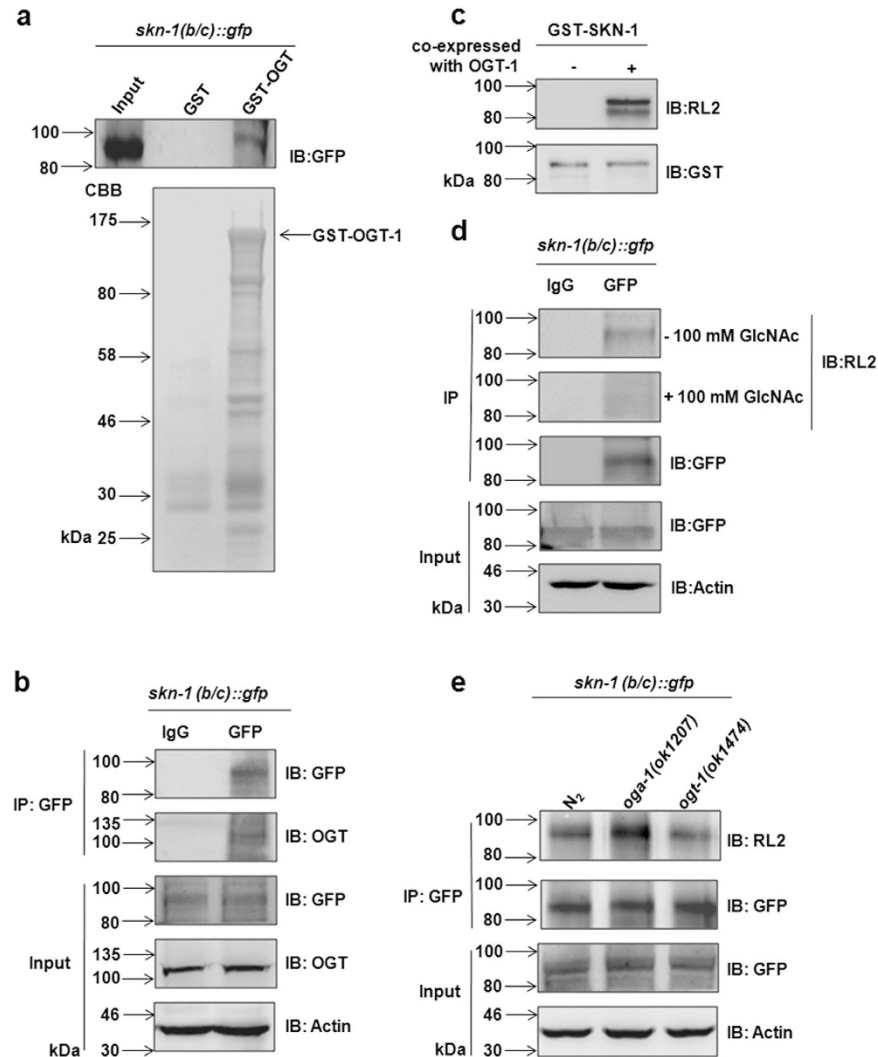 a
skn-1(b/c)::gfp
Input
GST
GST-OGT
100
80
IB:GFP
CBB
175
80
58
46
30
kDa 25
GST-OGT-1
b
skn-1 (b/c)::gfp
IgG GFP
IP: GFP
100
80
IB: GFP
135
100
IB: OGT
Input
100
80
IB: GFP
135
100
IB: OGT
46
kDa 30
IB: Actin
c
GST-SKN-1
co-expressed
with OGT-1 - +
100
80
IB:RL2
100
kDa 80
IB:GST
d
skn-1(b/c)::gfp
IgG GFP
IP
100
80
- 100 mM GlcNAc
100
80
+ 100 mM GlcNAc
IB:RL2
100
80
IB:GFP
Input
100
80
IB:GFP
46
kDa 30
IB:Actin
e
skn-1 (b/c)::gfp
N2
oga-1(ok1207)
ogt-1(ok1474)
IP: GFP
100
80
IB: RL2
100
80
IB: GFP
Input
100
80
IB: GFP
46
kDa 30
IB: Actin